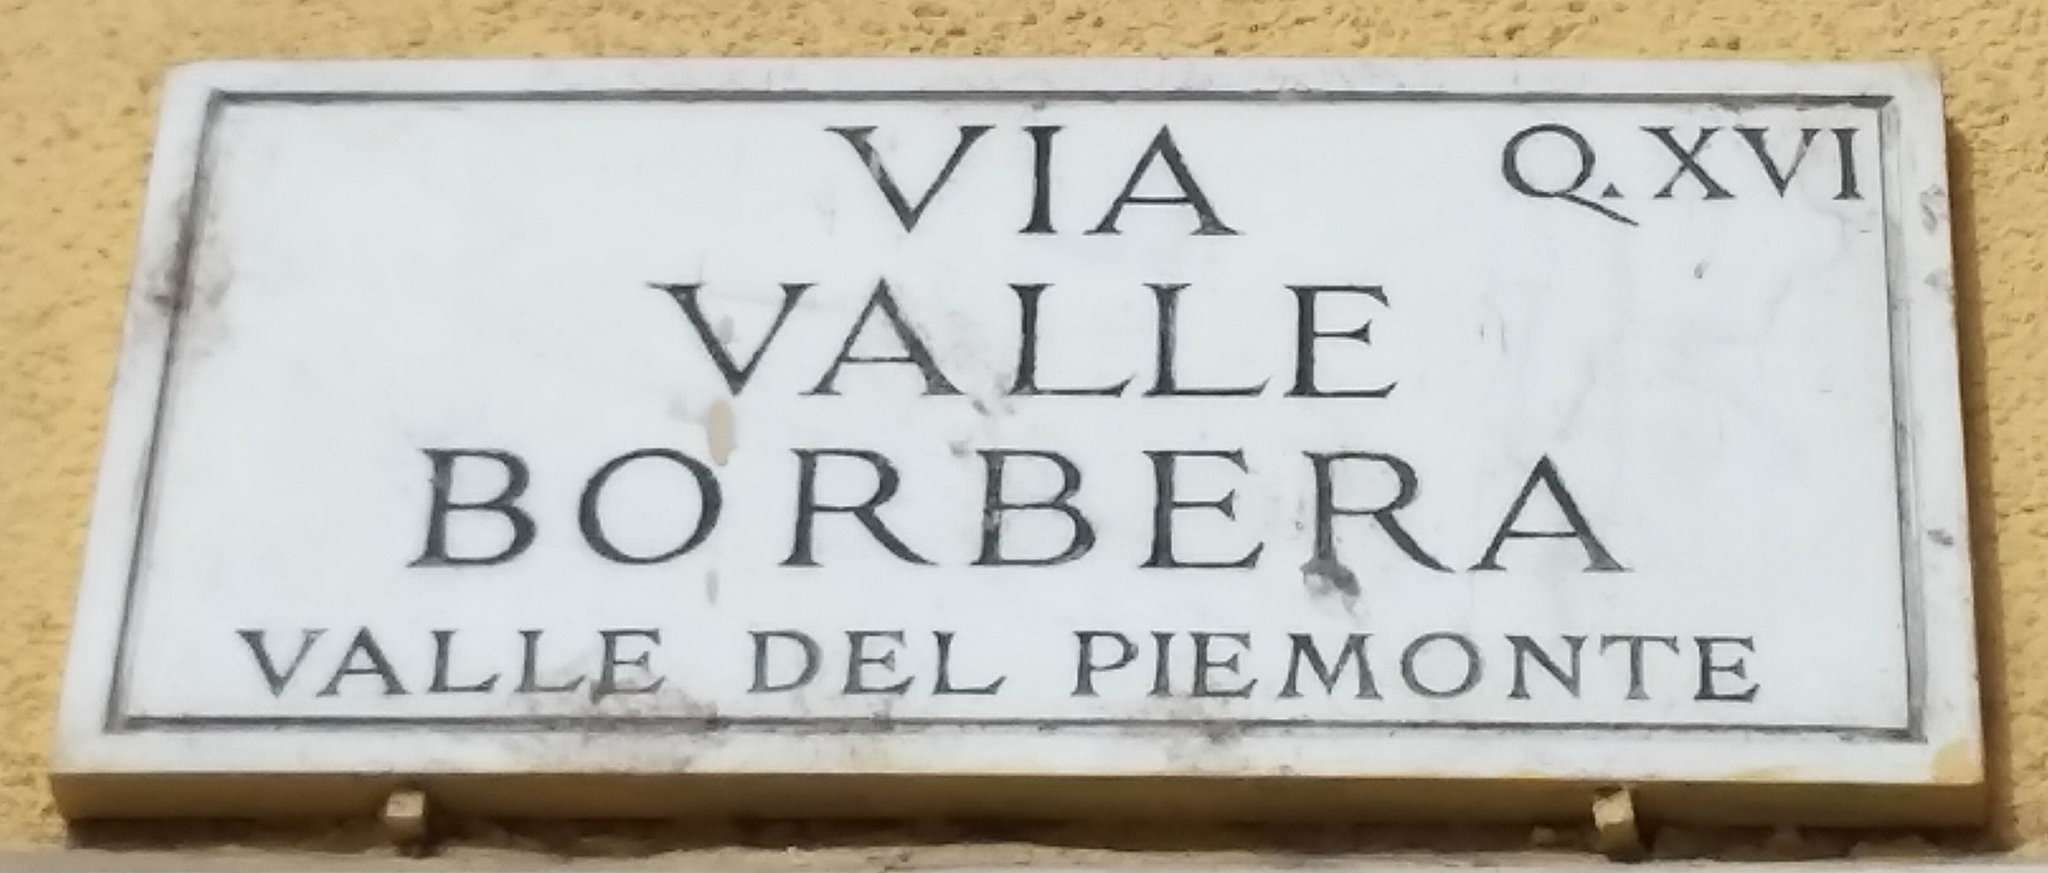 VIA
Q. XVI
VALLE
BORBERA
VALLE DEL PIEMONTE